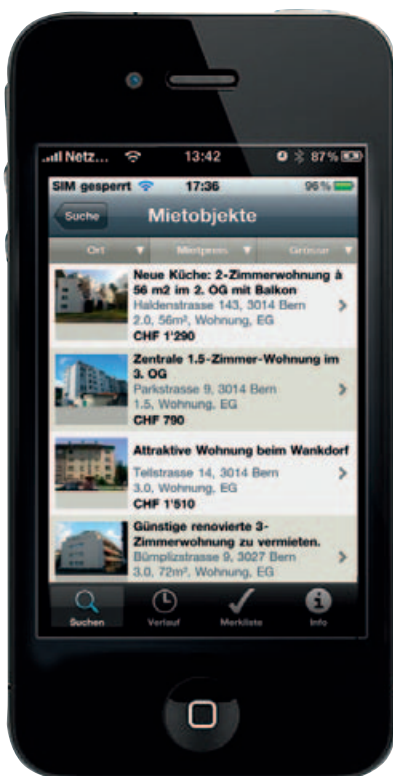 Netz... 13:42 87%
SIM gesperrt 17:36 96%
Suche Mietobjekte
Ort Mietpreis Grösse
Neue Küche: 2-Zimmerwohnung à
56 m2 im 2. OG mit Balkon
Haldenstrasse 143, 3014 Bern
2.0, 56m², Wohnung, EG
CHF 1'290
Zentrale 1.5-Zimmer-Wohnung im
3. OG
Parkstrasse 9, 3014 Bern
1.5, Wohnung, EG
CHF 790
Attraktive Wohnung beim Wankdorf
Tellstrasse 14, 3014 Bern
3.0, Wohnung, EG
CHF 1'510
Günstige renovierte 3-
Zimmerwohnung zu vermieten.
Bümplizstrasse 9, 3027 Bern
3.0, 72m², Wohnung, EG
Suchen Verlauf Merkliste Info